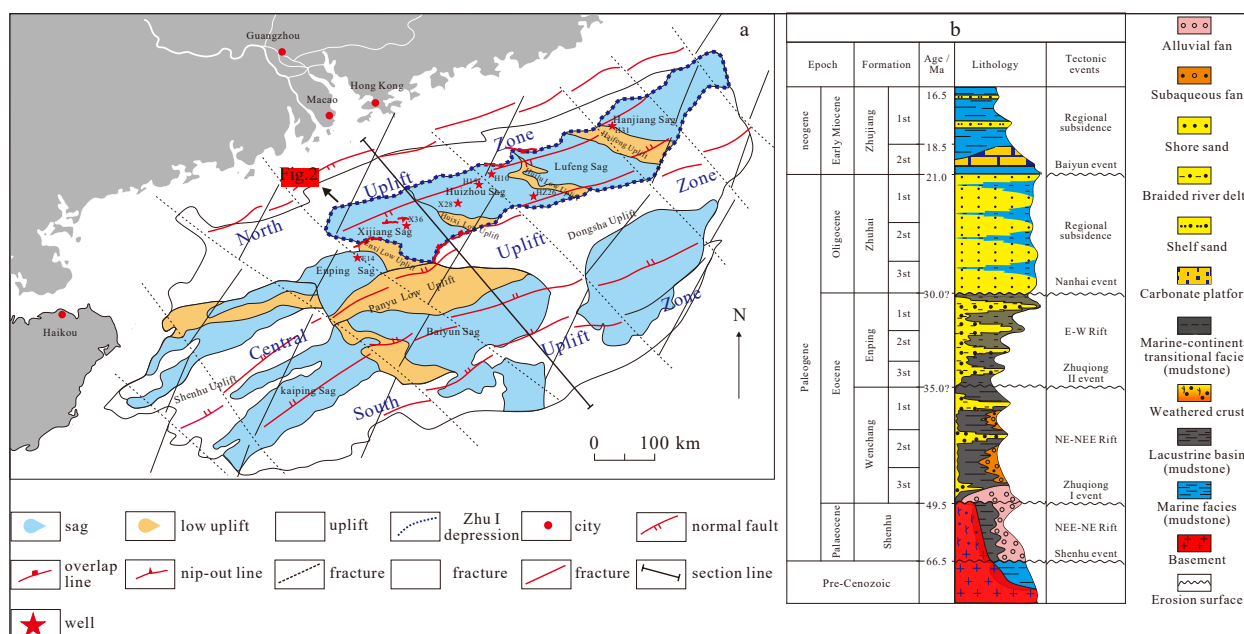 a
Guangzhou
Hong Kong
Macao
Haikou
Fig.2
North
Uplift
Zone
Hanjiang Sag
H31
Haifeng Uplift
Lufeng Sag
H10
Huizhou Sag
HZ26
X28
X36
Xijiang Sag
Huixi Low Uplift
Dongsha Uplift
Enping
Sag
E14
Panyu Low Uplift
Baiyun Sag
Central
Uplift
Zone
Shenhu Uplift
kaiping Sag
South
Uplift
Zone
N
0 100 km
sag
low uplift
uplift
Zhu I
depression
city
normal fault
overlap
line
nip-out line
fracture
fracture
fracture
section line
well
b
Epoch
Formation
Age /
Ma
Lithology
Tectonic
events
neogene
Early Miocene
Zhujiang
1st
2st
16.5
18.5
21.0
Regional
subsidence
Baiyun event
Paleogene
Oligocene
Zhuhai
1st
2st
3st
30.0?
Regional
subsidence
Nanhai event
Eocene
Enping
1st
2st
3st
35.0?
E-W Rift
Zhuqiong
II event
Wenchang
1st
2st
3st
49.5
NE-NEE Rift
Zhuqiong
I event
Palaeocene
Shenhu
66.5
NEE-NE Rift
Shenhu event
Pre-Cenozoic
Alluvial fan
Subaqueous fan
Shore sand
Braided river delt
Shelf sand
Carbonate platfor
Marine-continent
transitional facie
(mudstone)
Weathered crust
Lacustrine basin
(mudstone)
Marine facies
(mudstone)
Basement
Erosion surface